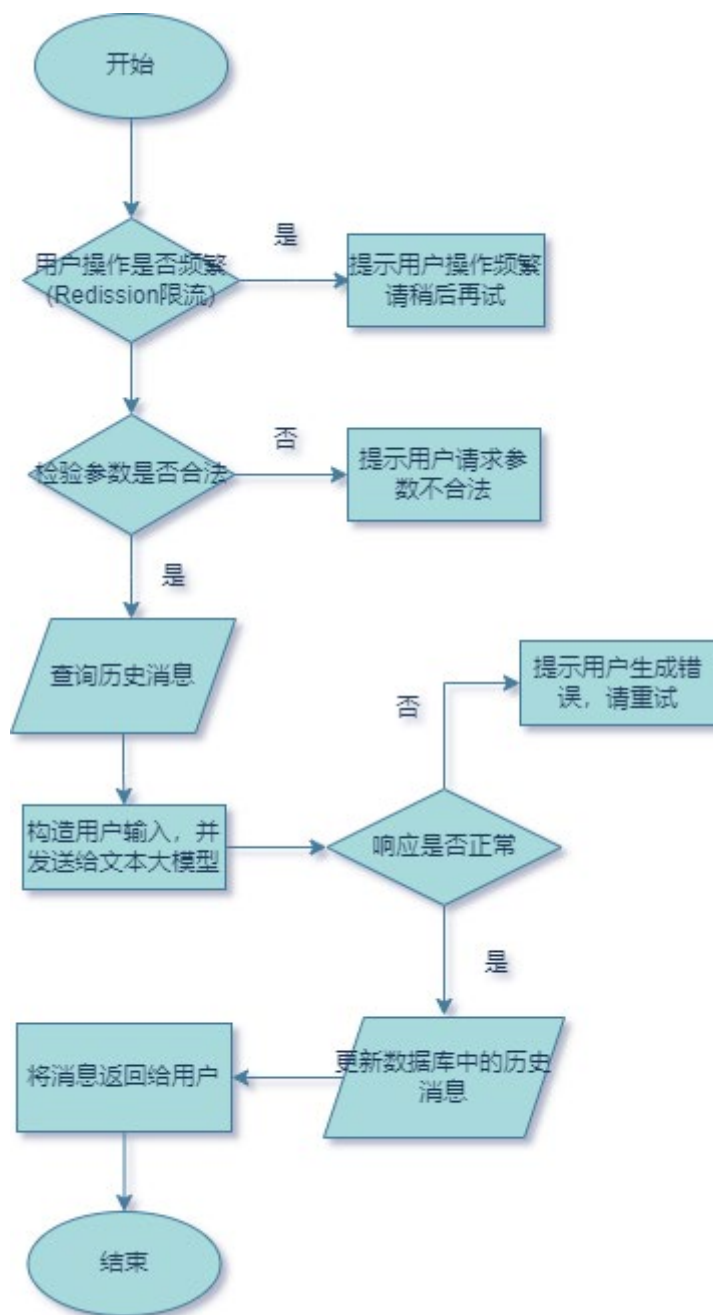 开始
用户操作是否频繁
(Redission限流)
是
提示用户操作频繁
请稍后再试
检验参数是否合法
否
提示用户请求参
数不合法
是
查询历史消息
提示用户生成错
误，请重试
否
构造用户输入，并
发送给文本大模型
响应是否正常
是
更新数据库中的历史
消息
将消息返回给用户
结束